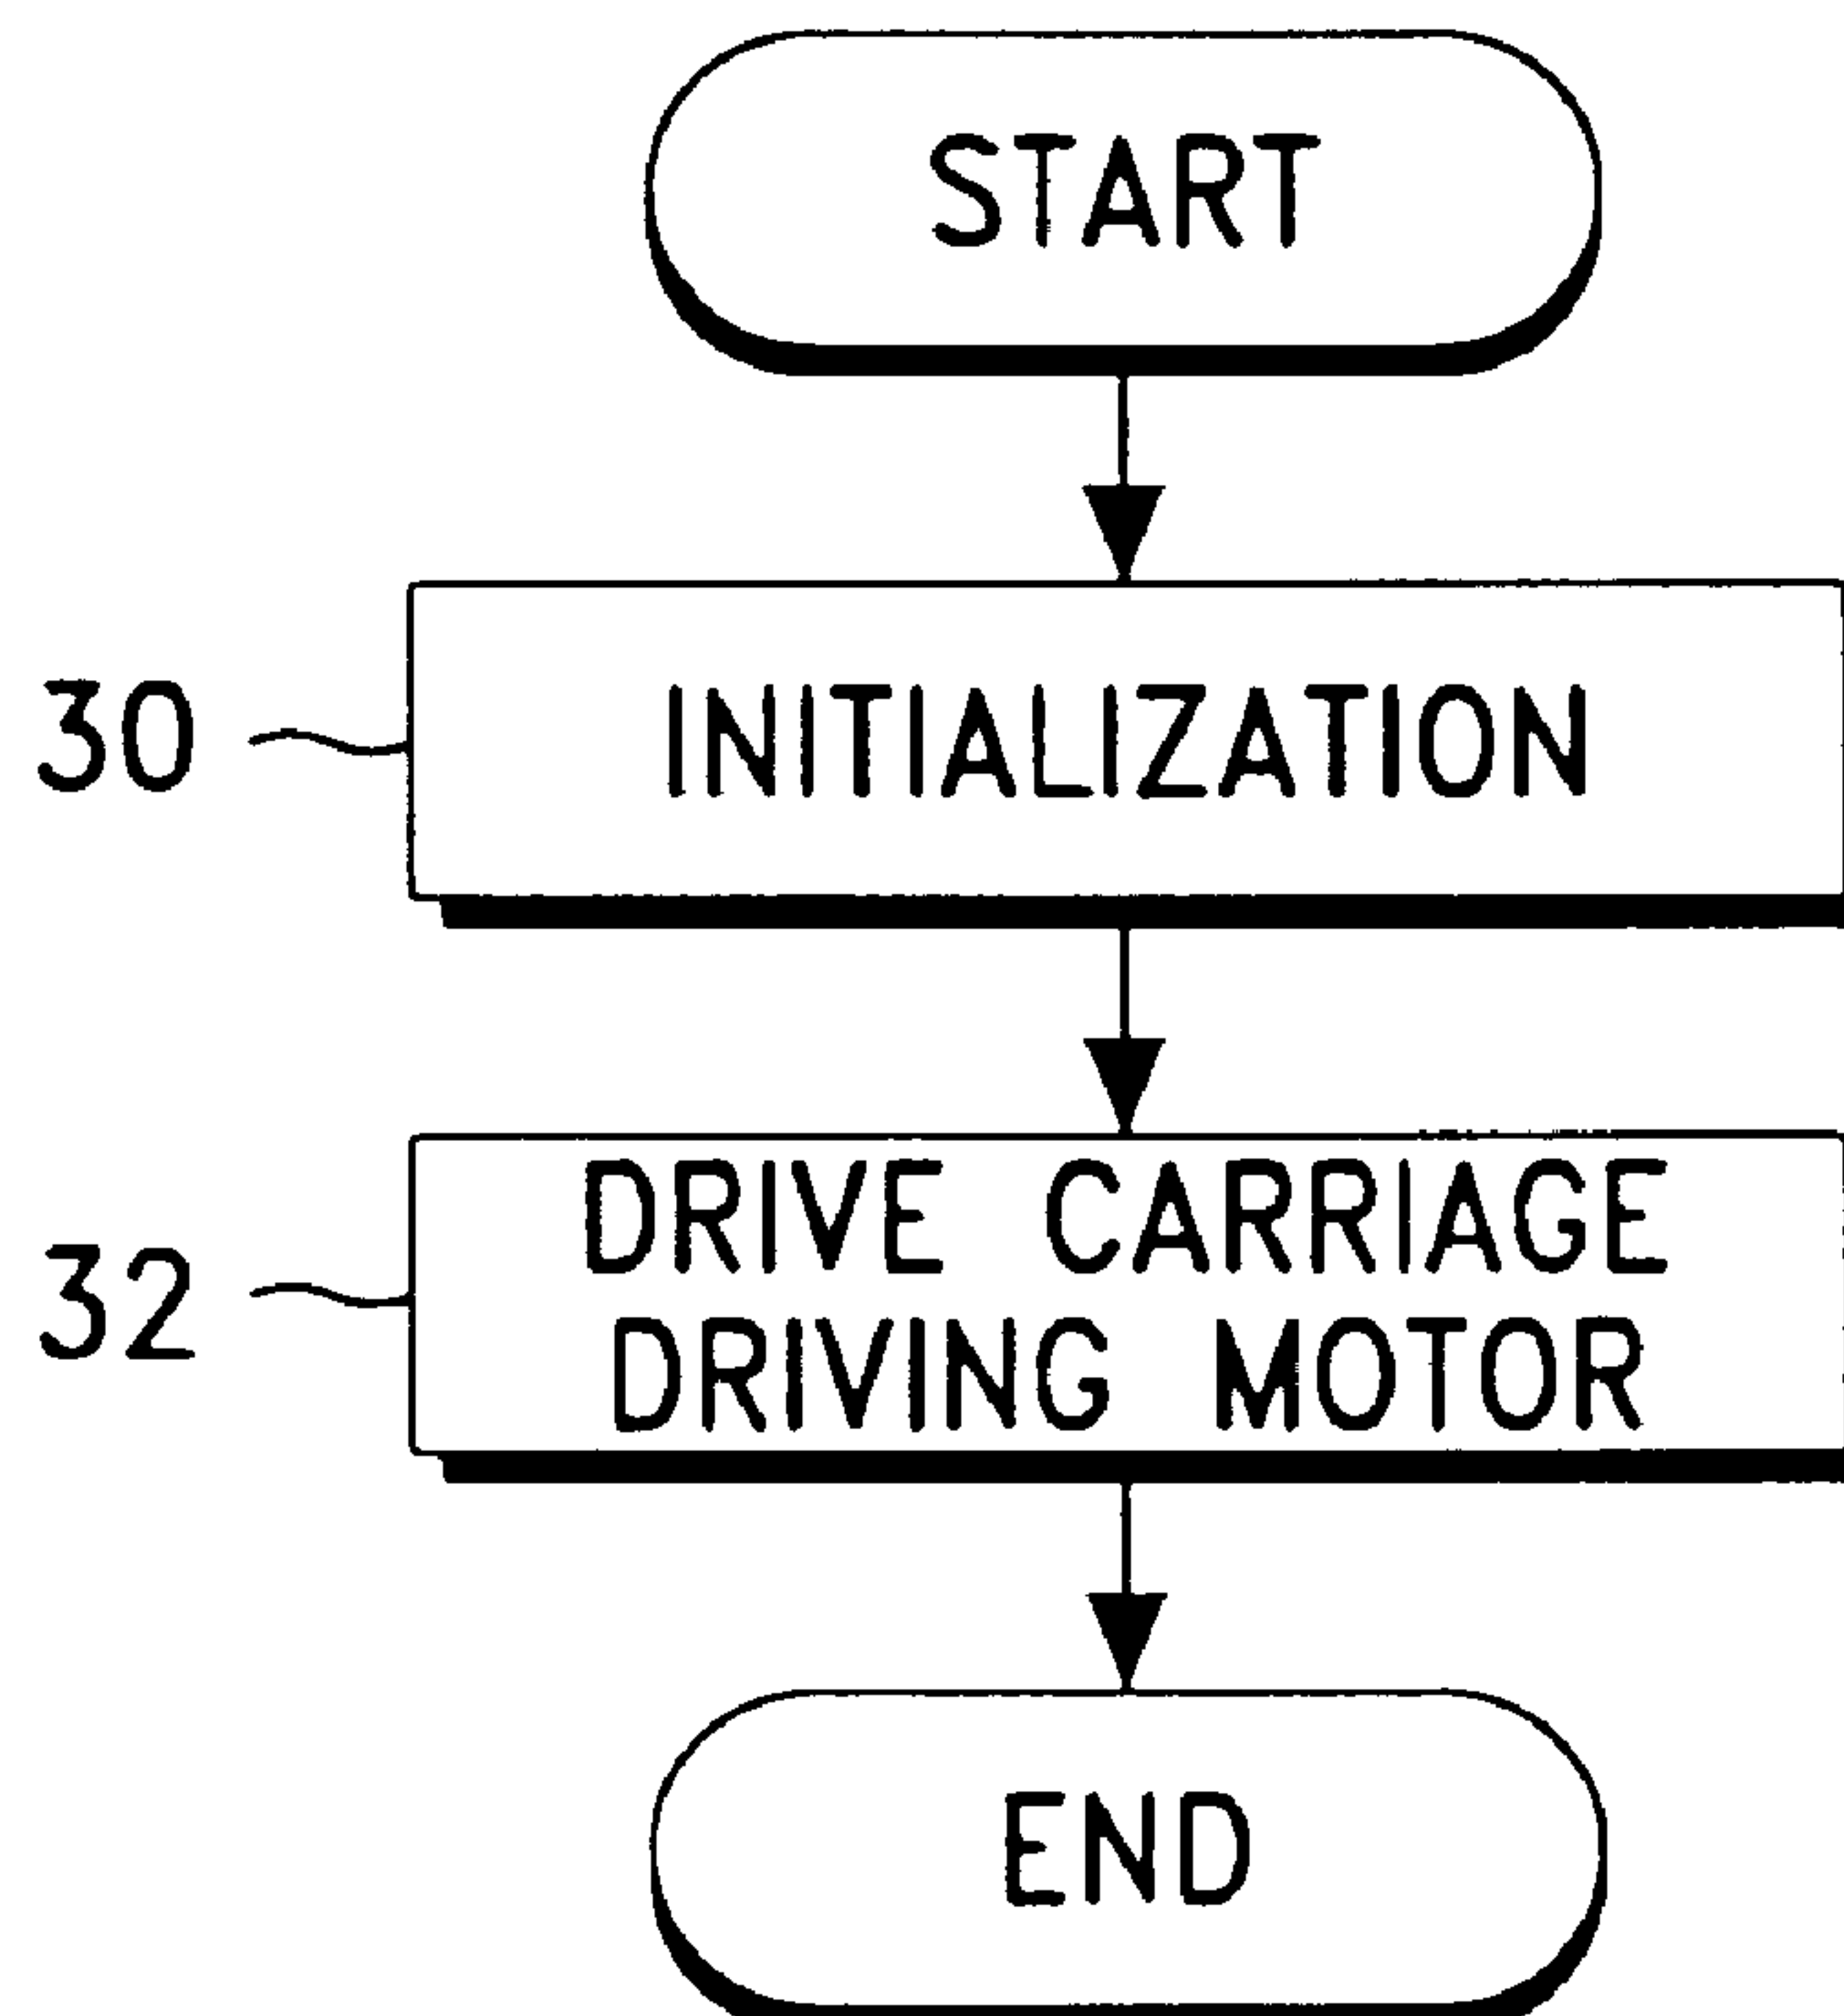 START
30
INITIALIZATION
32
DRIVE CARRIAGE
DRIVING MOTOR
END